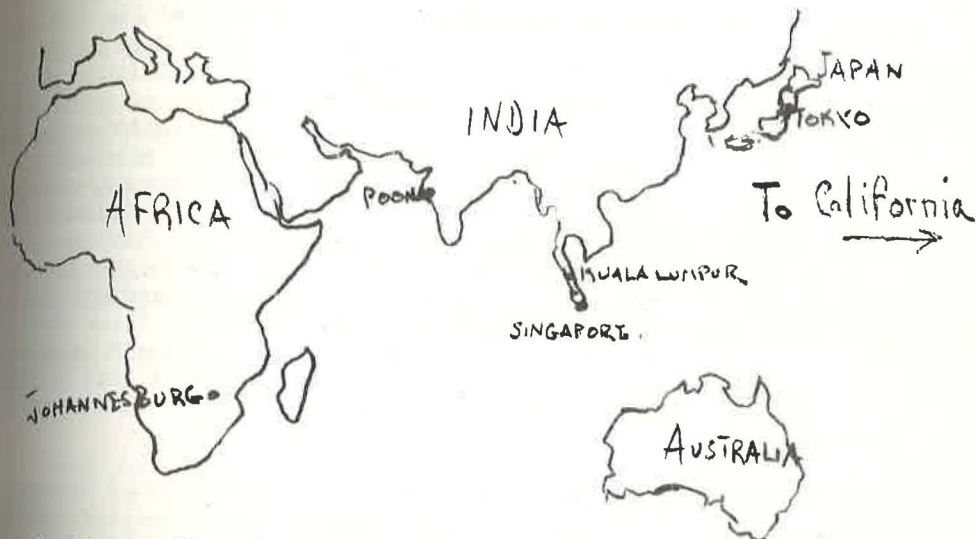 JAPAN
TOKYO
INDIA
To California
AFRICA
POONA
KUALA LUMPUR
SINGAPORE.
JOHANNESBURG
AUSTRALIA